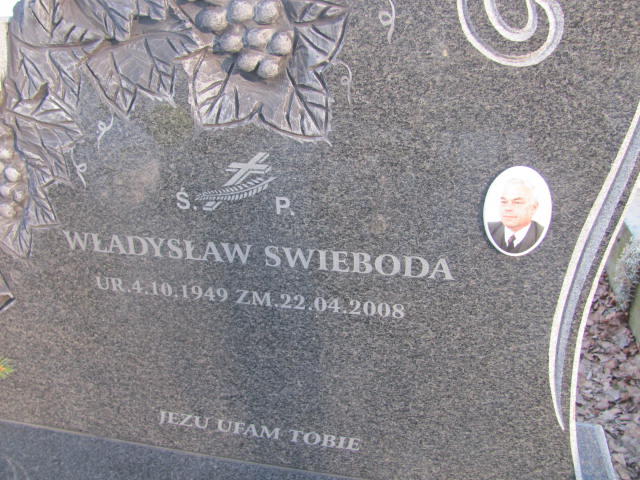 Ś. P.
WŁADYSŁAW SWIEBODA
UR.4.10.1949 ZM.22.04.2008
JEZU UFAM TOBIE